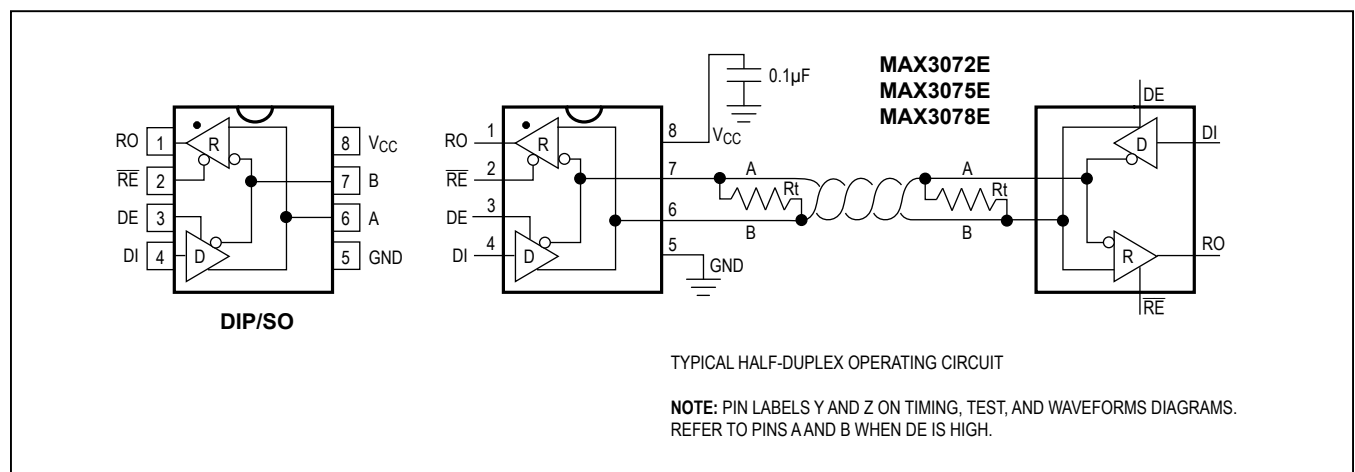 RO
1
R
8
VCC
RE
2
7
B
DE
3
6
A
DI
4
D
5
GND
DIP/SO
0.1µF
RO
1
R
8
VCC
RE
2
7
DE
3
6
DI
4
D
5
GND
A
Rt
B
A
Rt
B
MAX3072E
MAX3075E
MAX3078E
DE
D
DI
R
RO
RE
TYPICAL HALF-DUPLEX OPERATING CIRCUIT
NOTE: PIN LABELS Y AND Z ON TIMING, TEST, AND WAVEFORMS DIAGRAMS.
REFER TO PINS A AND B WHEN DE IS HIGH.